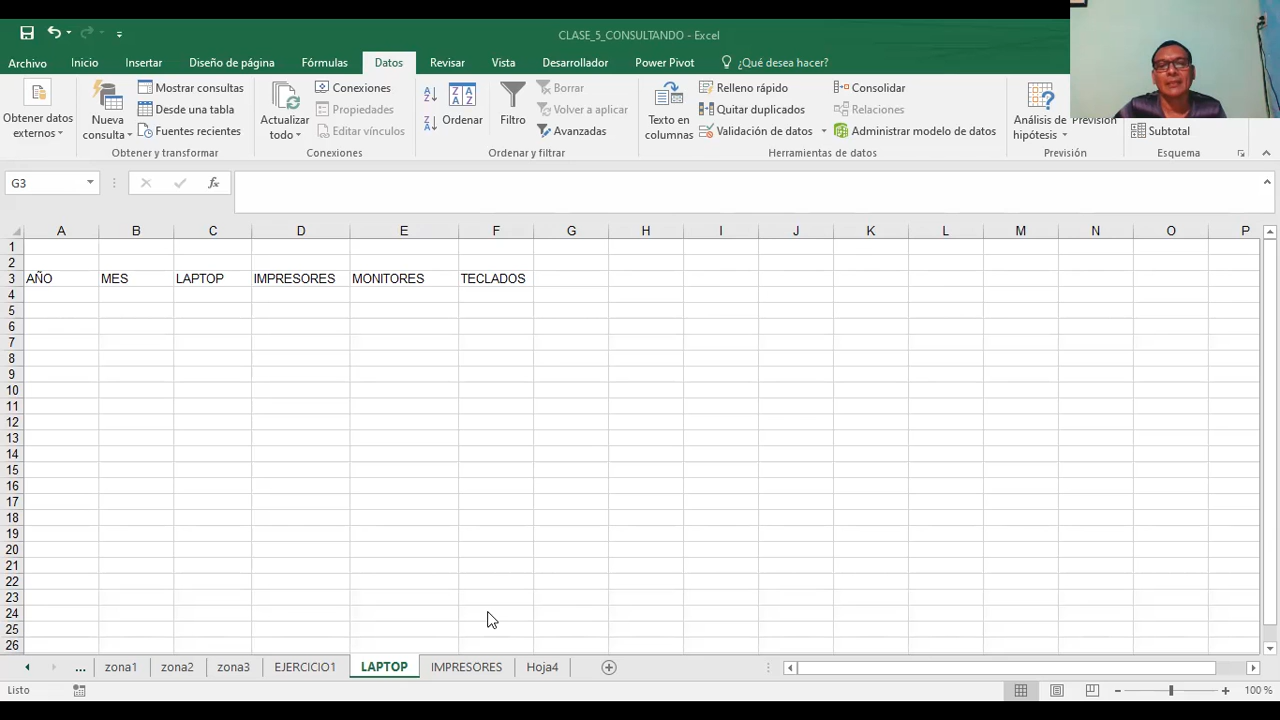 CLASE_5_CONSULTANDO - Excel
Archivo Inicio Insertar Diseño de página Fórmulas Datos Revisar Vista Desarrollador Power Pivot ¿Qué desea hacer?
Obtener datos externos
Nueva consulta
Mostrar consultas
Desde una tabla
Fuentes recientes
Obtener y transformar
Actualizar todo
Conexiones
Propiedades
Editar vínculos
Conexiones
Ordenar
Filtro
Borrar
Volver a aplicar
Avanzadas
Ordenar y filtrar
Texto en columnas
Relleno rápido
Quitar duplicados
Validación de datos
Consolidar
Relaciones
Administrar modelo de datos
Herramientas de datos
Análisis de hipótesis
Previsión
Previsión
Subtotal
Esquema
G3
fx
A B C D E F G H I J K L M N O P
1
2
3 AÑO MES LAPTOP IMPRESORES MONITORES TECLADOS
4
5
6
7
8
9
10
11
12
13
14
15
16
17
18
19
20
21
22
23
24
25
26
... zona1 zona2 zona3 EJERCICIO1 LAPTOP IMPRESORES Hoja4
Listo 100 %